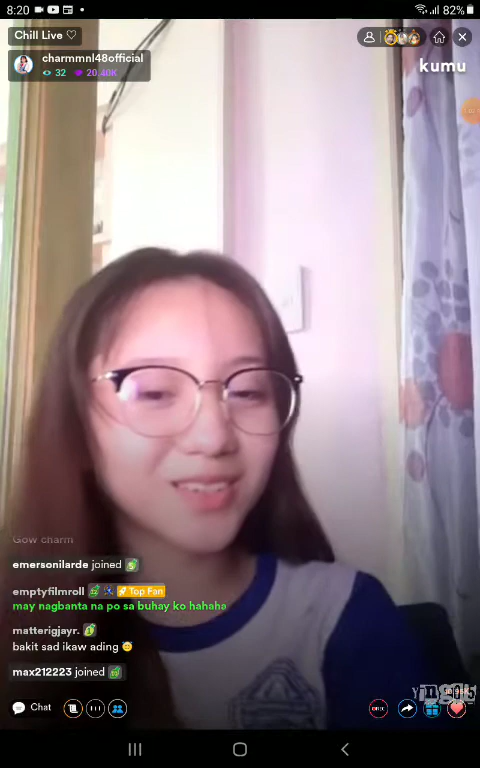 8:20
82%
Chill Live ♡
charmmnl48official
32 20.40K
kumu
Gow charm
emersonilarde joined
emptyfilmroll Top Fan
may nagbanta na po sa buhay ko hahaha
matterigjayr.
bakit sad ikaw ading 😇
max212223 joined
Chat